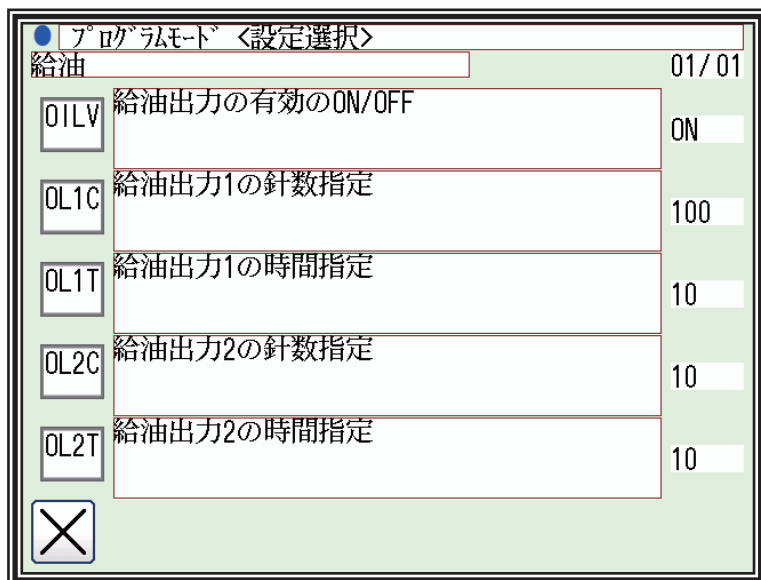 ﾌﾟﾛｸﾞﾗﾑﾓｰﾄﾞ <設定選択>
給油 01/01
OILV 給油出力の有効のON/OFF ON
OL1C 給油出力1の針数指定 100
OL1T 給油出力1の時間指定 10
OL2C 給油出力2の針数指定 10
OL2T 給油出力2の時間指定 10